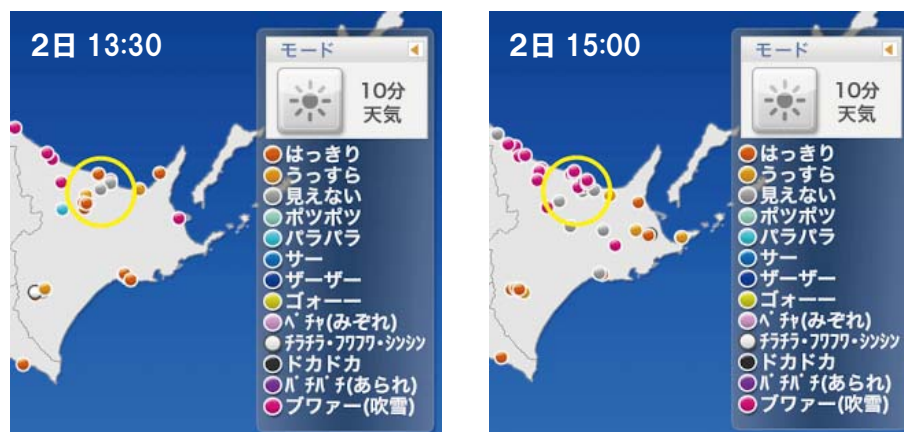 2日 13:30
モード
10分
天気
はっきり
うっすら
見えない
ポツポツ
パラパラ
サー
ザーザー
ゴォーー
ベチャ(みぞれ)
チラチラ・フワフワ・シンシン
ドカドカ
バチバチ(あられ)
ブワァー(吹雪)
2日 15:00
モード
10分
天気
はっきり
うっすら
見えない
ポツポツ
パラパラ
サー
ザーザー
ゴォーー
ベチャ(みぞれ)
チラチラ・フワフワ・シンシン
ドカドカ
バチバチ(あられ)
ブワァー(吹雪)